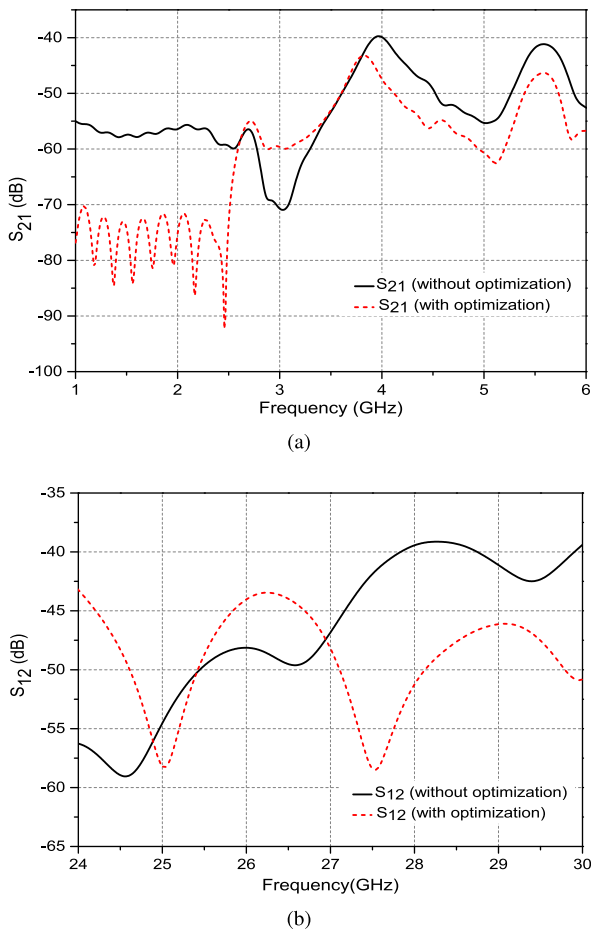 -40
-50
-60
-70
-80
-90
-100
S21 (dB)
S21 (without optimization)
S21 (with optimization)
1 2 3 4 5 6
Frequency (GHz)
(a)
-35
-40
-45
-50
-55
-60
-65
S12 (dB)
S12 (without optimization)
S12 (with optimization)
24 25 26 27 28 29 30
Frequency(GHz)
(b)